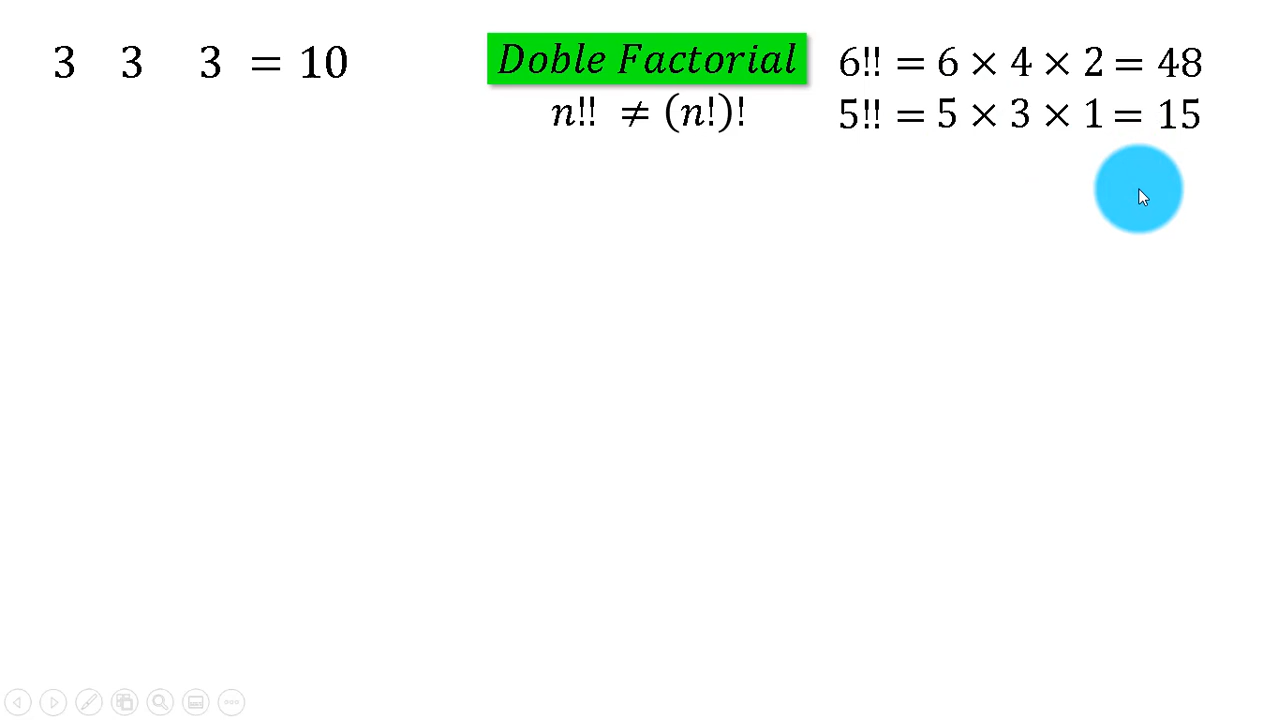 3 3 3 = 10
Doble Factorial
n!! ≠ (n!)!
6!! = 6 × 4 × 2 = 48
5!! = 5 × 3 × 1 = 15